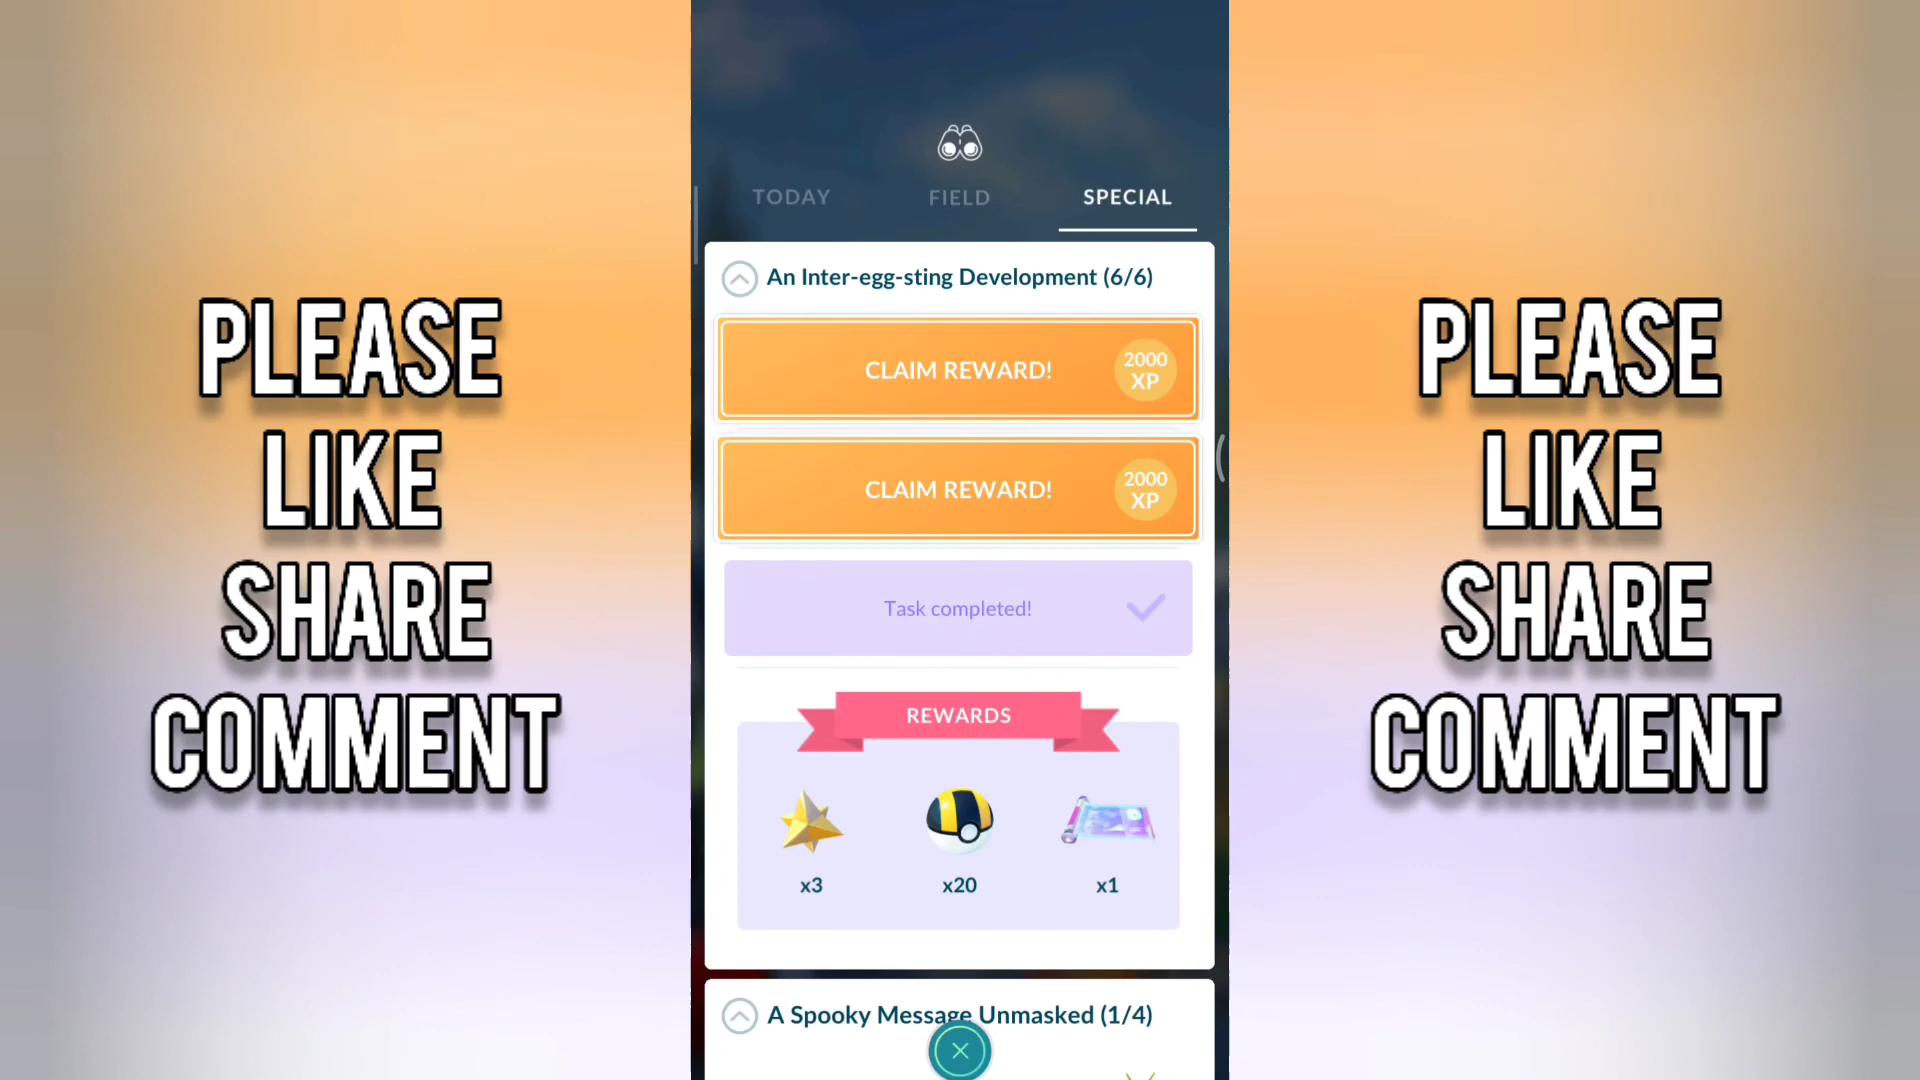 PLEASE
LIKE
SHARE
COMMENT
TODAY
FIELD
SPECIAL
An Inter-egg-sting Development (6/6)
CLAIM REWARD!
2000
XP
CLAIM REWARD!
2000
XP
Task completed!
REWARDS
x3
x20
x1
A Spooky Message Unmasked (1/4)
PLEASE
LIKE
SHARE
COMMENT